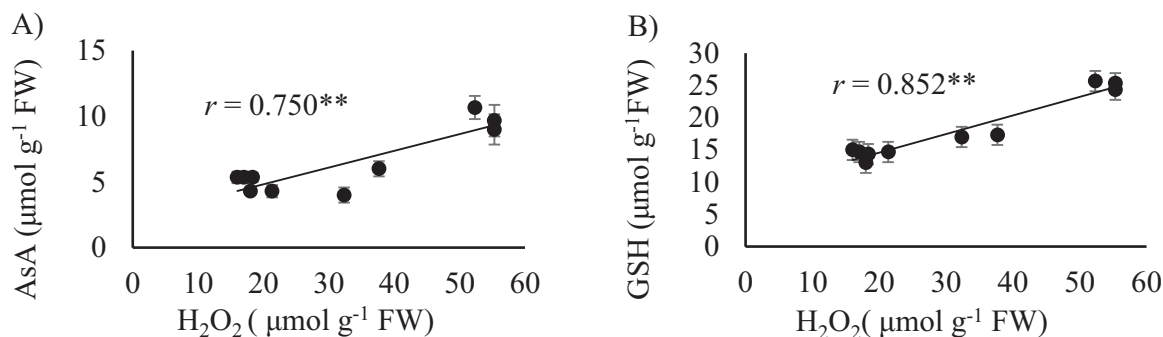 A)
15
10
5
0
AsA (μmol g-1 FW)
r = 0.750**
0 10 20 30 40 50 60
H2O2 ( μmol g-1 FW)
B)
30
25
20
15
10
5
0
GSH (μmol g-1FW)
r = 0.852**
0 10 20 30 40 50 60
H2O2( μmol g-1 FW)